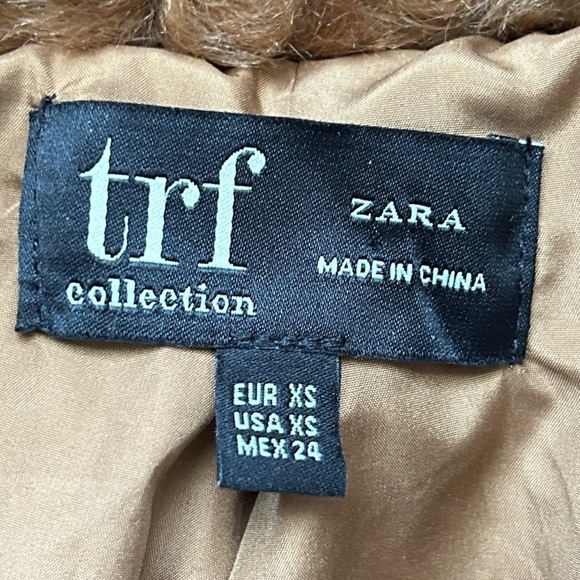 trf
collection
ZARA
MADE IN CHINA
EUR XS
USA XS
MEX 24